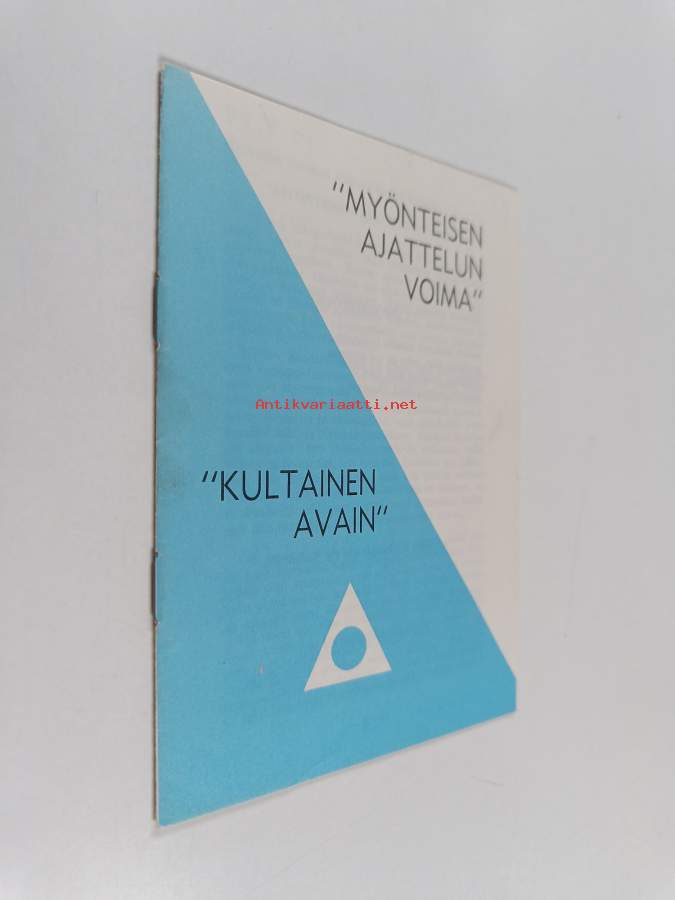 "MYÖNTEISEN
AJATTELUN
VOIMA"
Antikvariaatti.net
"KULTAINEN
AVAIN"